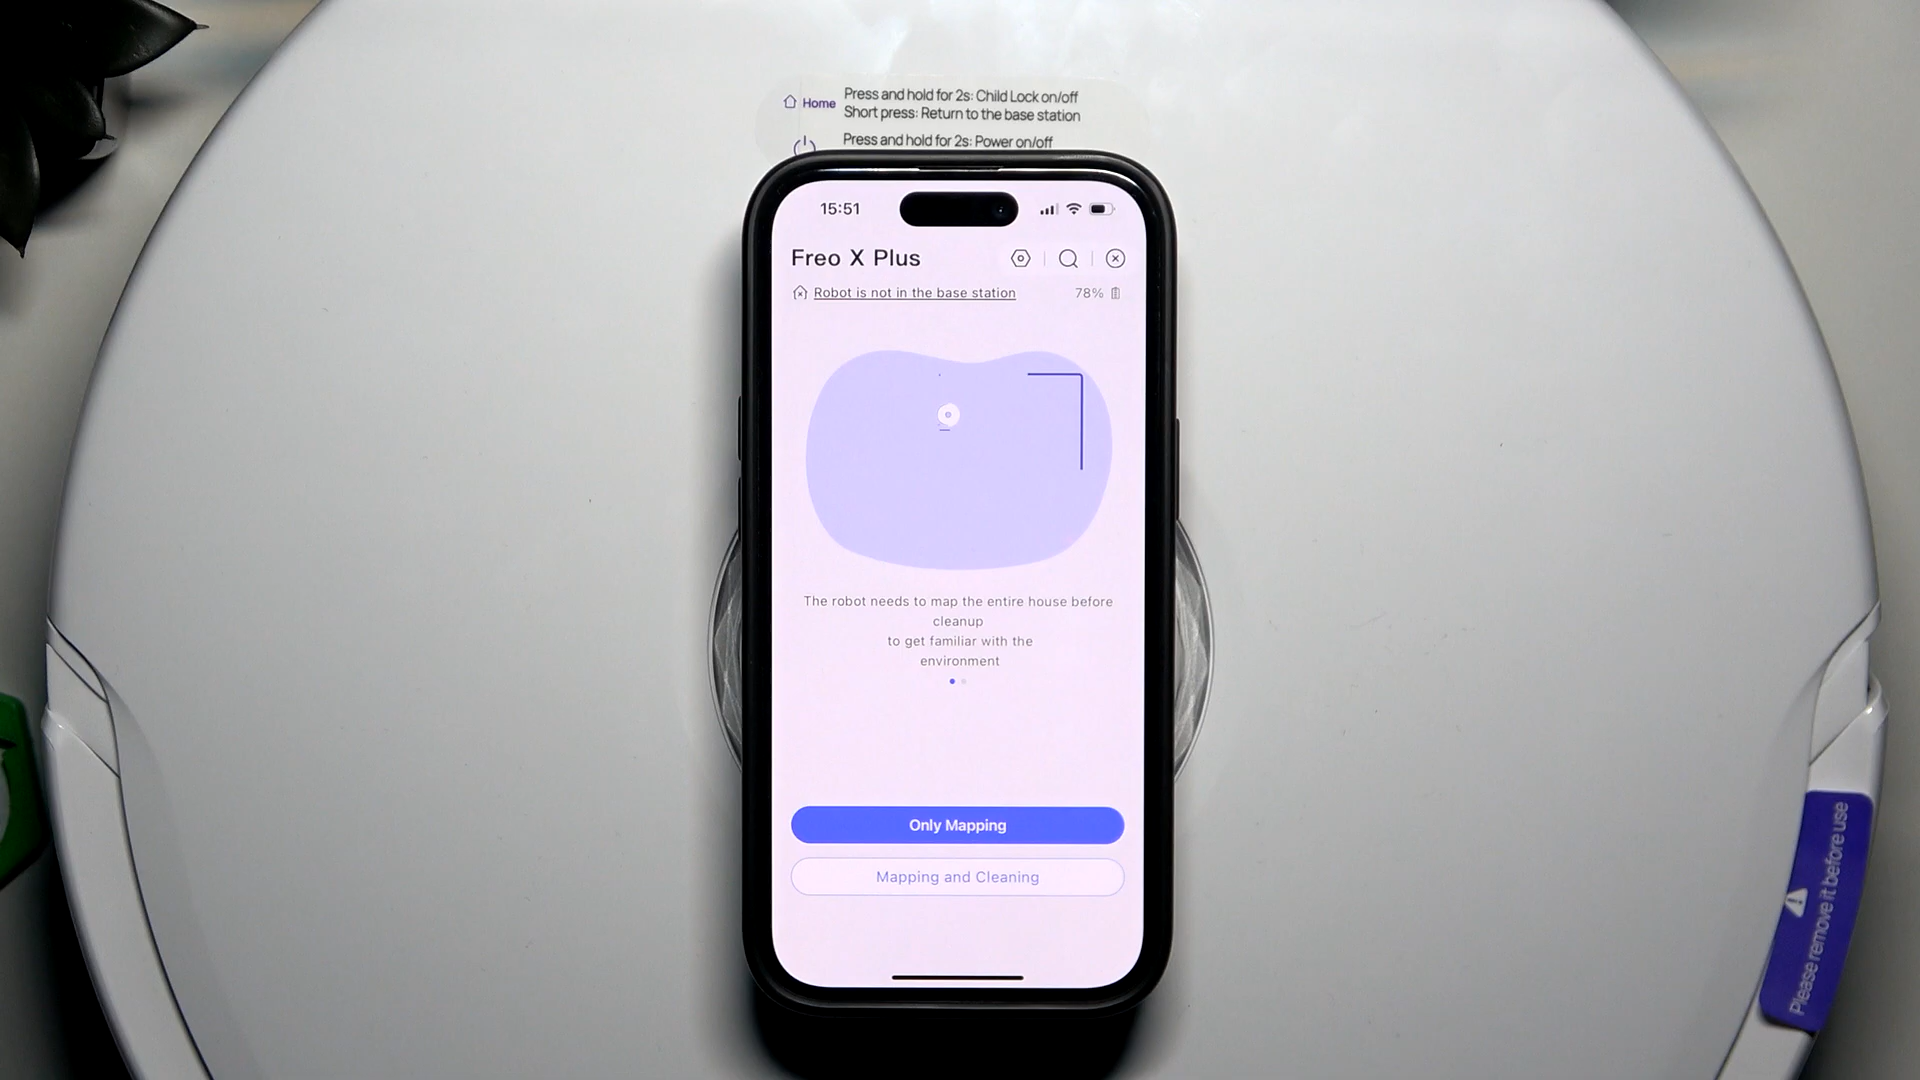 Home
Press and hold for 2s: Child Lock on/off
Short press: Return to the base station
Press and hold for 2s: Power on/off
15:51
Freo X Plus
Robot is not in the base station
78%
The robot needs to map the entire house before
cleanup
to get familiar with the
environment
Only Mapping
Mapping and Cleaning
Please remove it before use